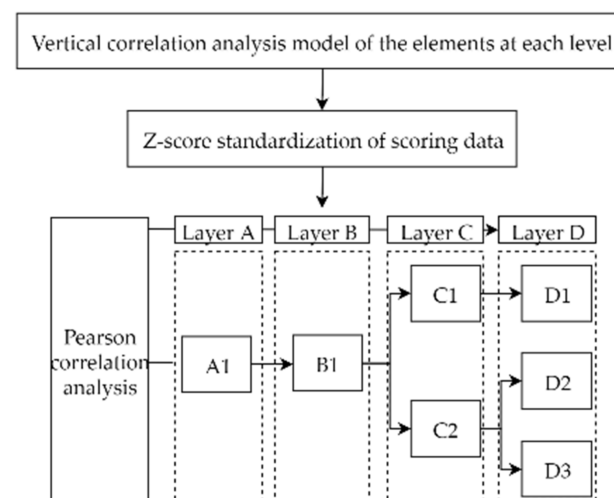 Vertical correlation analysis model of the elements at each level
Z-score standardization of scoring data
Layer A
Layer B
Layer C
Layer D
Pearson
correlation
analysis
A1
B1
C1
C2
D1
D2
D3